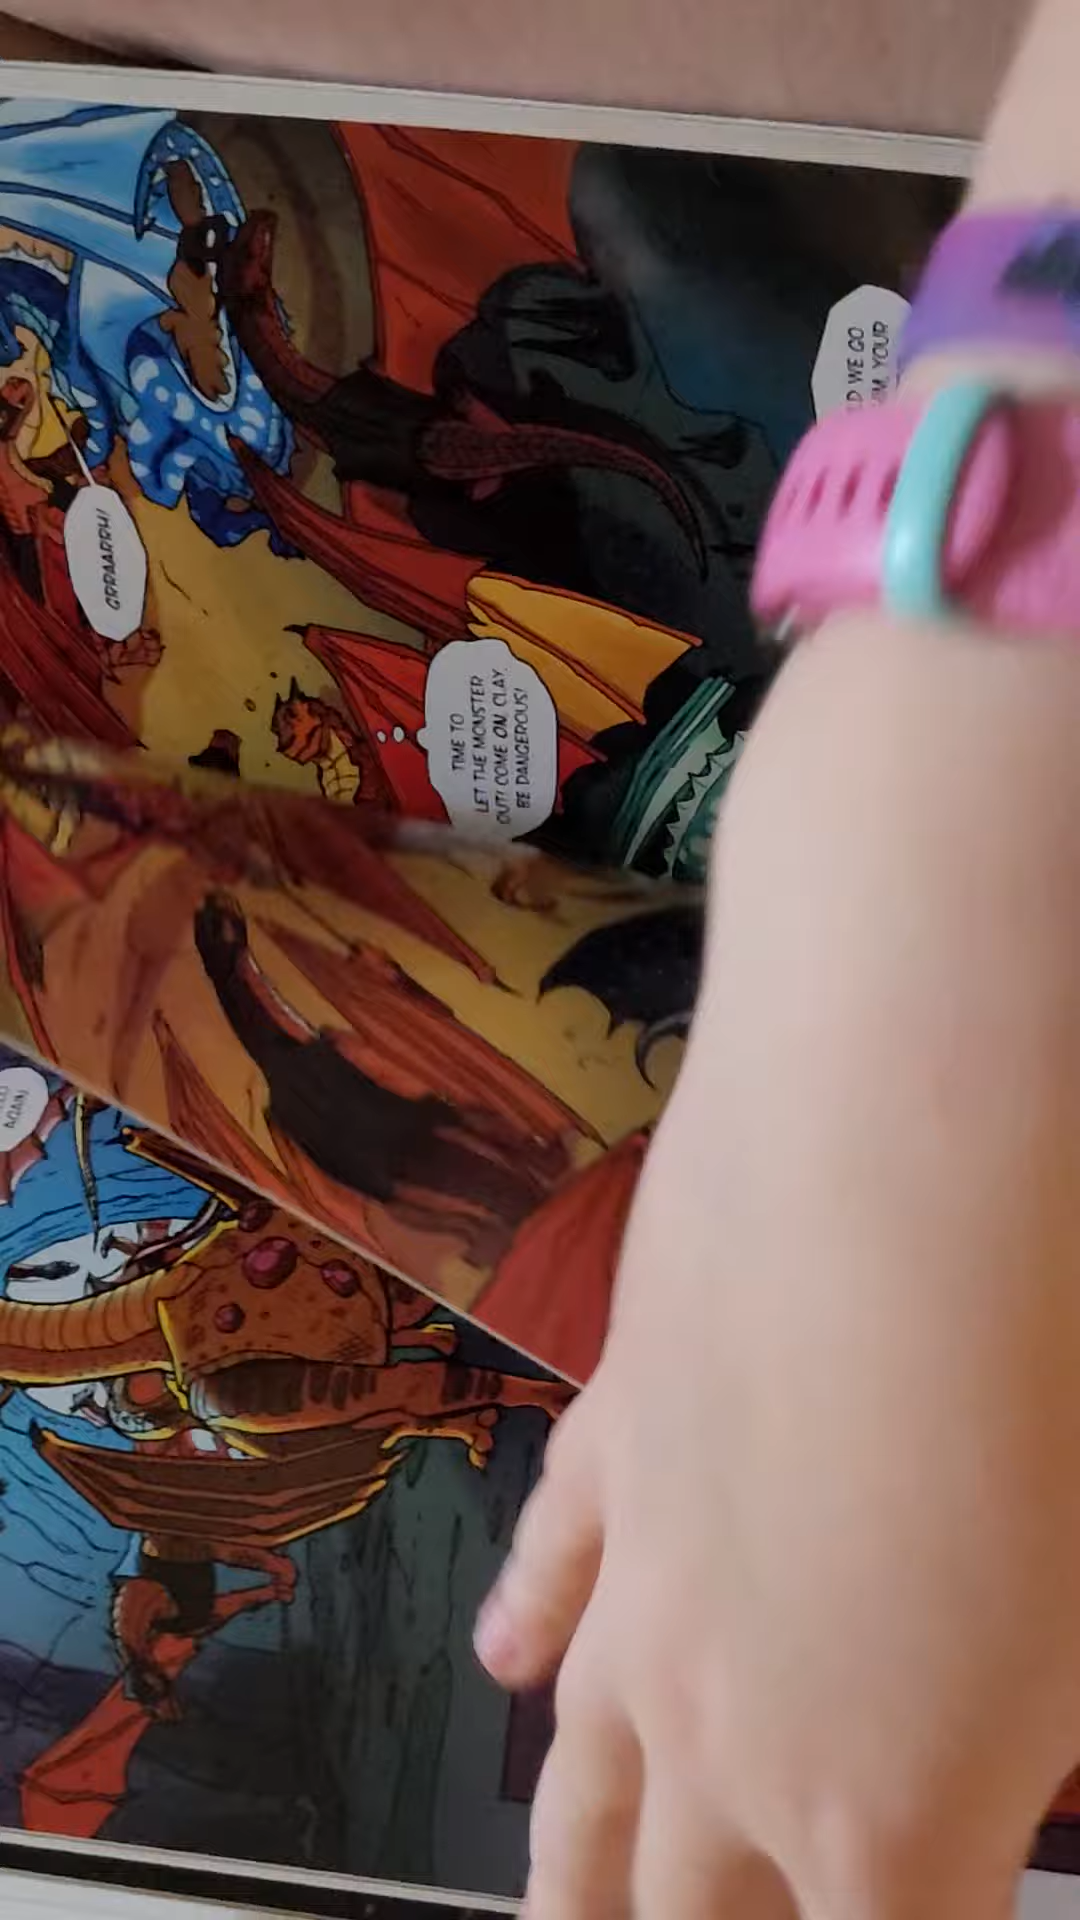 GRRAARRH!
TIME TO
LET THE MONSTER
OUT! COME ON, CLAY.
BE DANGEROUS!
WE GO
YOUR
AGAIN